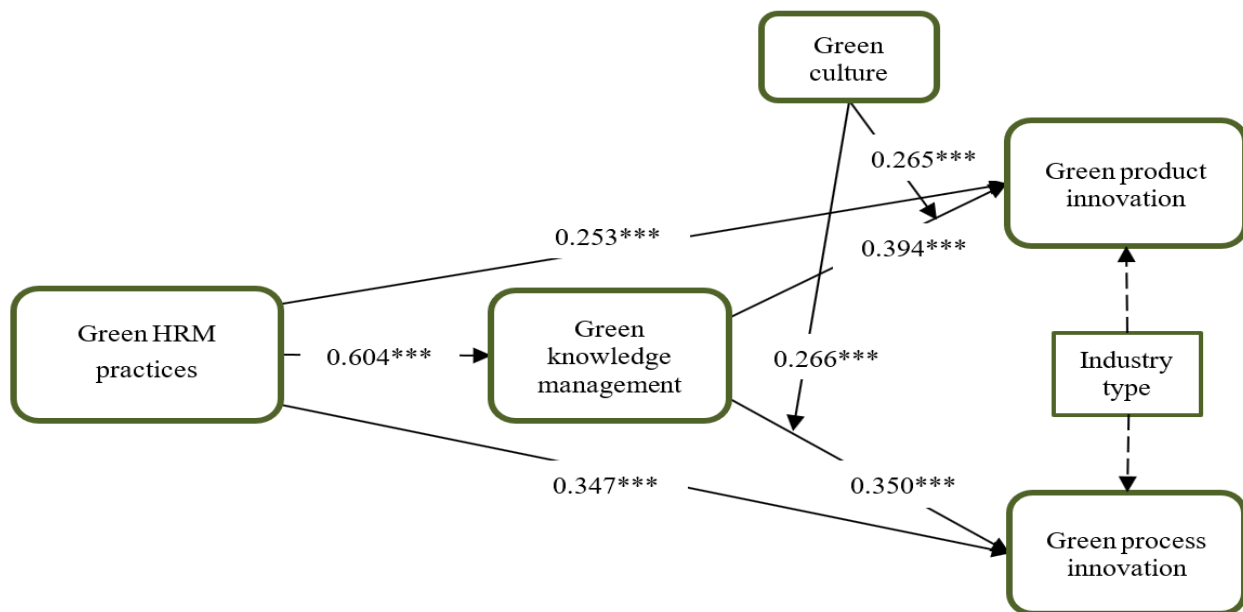 Green
culture
0.265***
Green product
innovation
0.253***
0.394***
Green HRM
practices
0.604***
Green
knowledge
management
0.266***
Industry
type
0.347***
0.350***
Green process
innovation